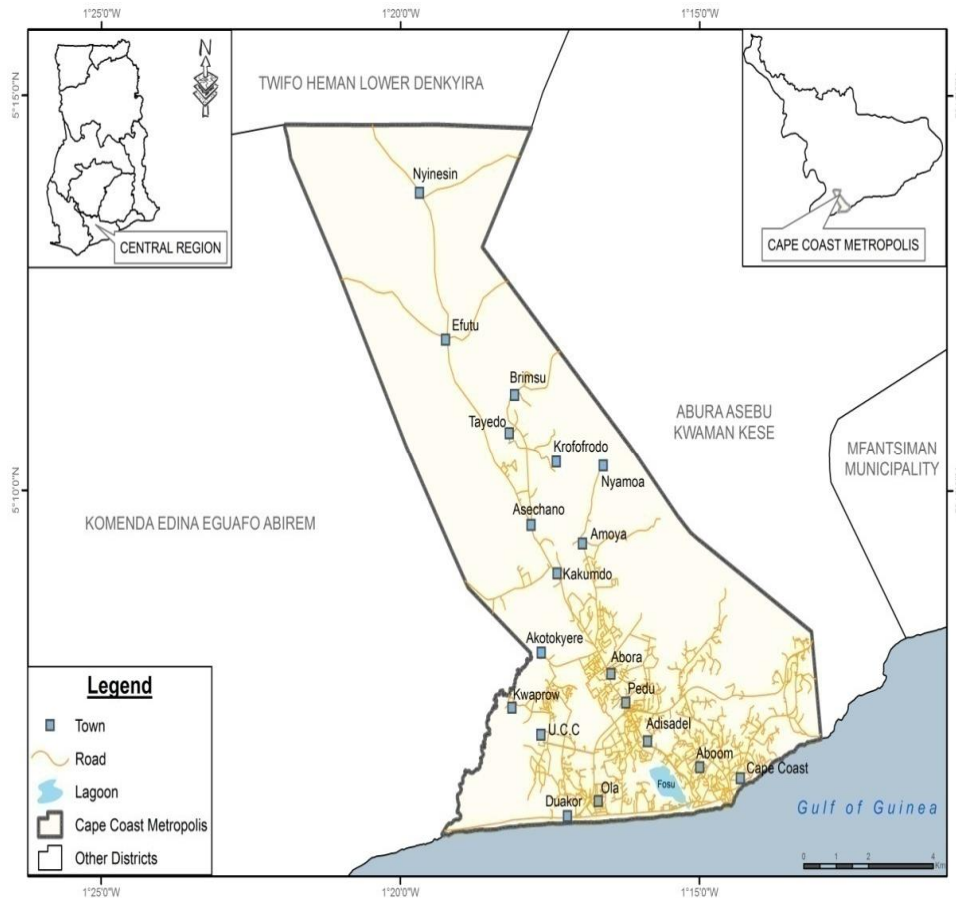 1°25'0"W
1°20'0"W
1°15'0"W
5°15'0"N
N
CENTRAL REGION
TWIFO HEMAN LOWER DENKYIRA
CAPE COAST METROPOLIS
Nyinesin
Efutu
Brimsu
Tayedo
Krofofrodo
Nyamoa
ABURA ASEBU
KWAMAN KESE
MFANTSIMAN
MUNICIPALITY
5°10'0"N
Asechano
Amoya
KOMENDA EDINA EGUAFO ABIREM
Kakumdo
Akotokyere
Abora
Kwaprow
Pedu
U.C.C
Adisadel
Aboom
Cape Coast
Fosu
Ola
Duakor
Gulf of Guinea
Legend
Town
Road
Lagoon
Cape Coast Metropolis
Other Districts
0 1 2 4
Km
1°25'0"W
1°20'0"W
1°15'0"W